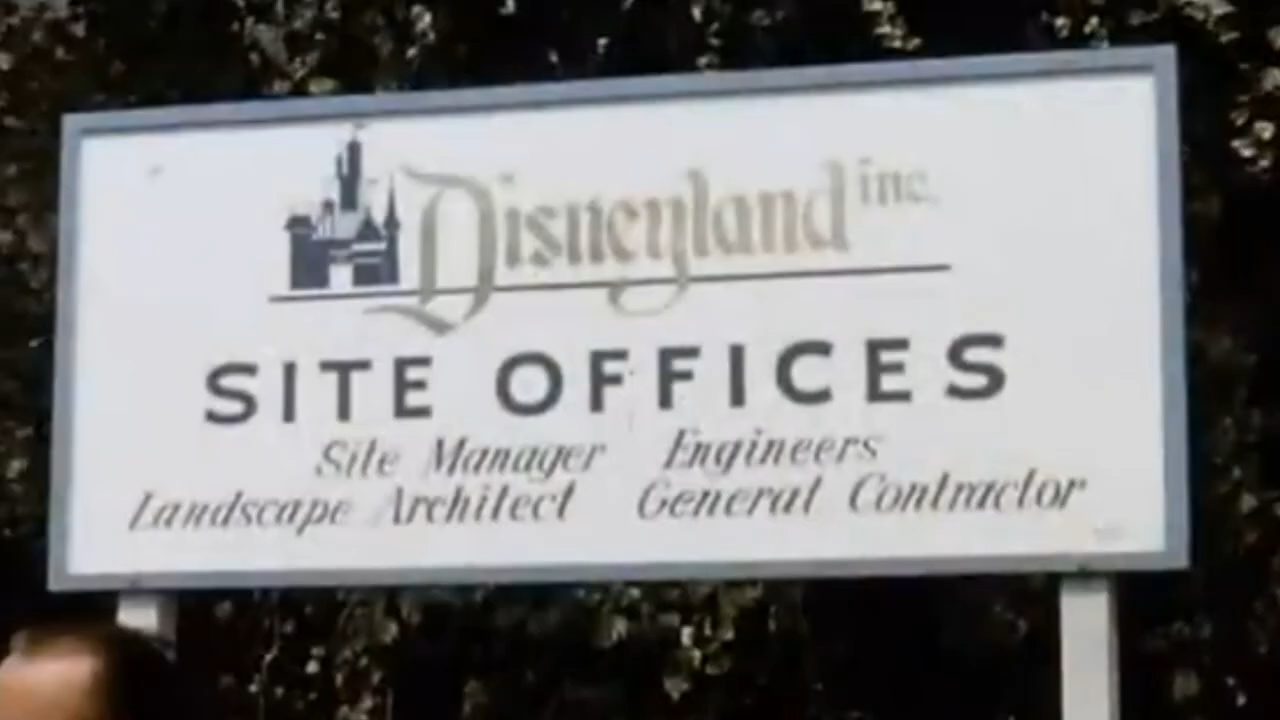 Disneyland inc.
SITE OFFICES
Site Manager Engineers
Landscape Architect General Contractor